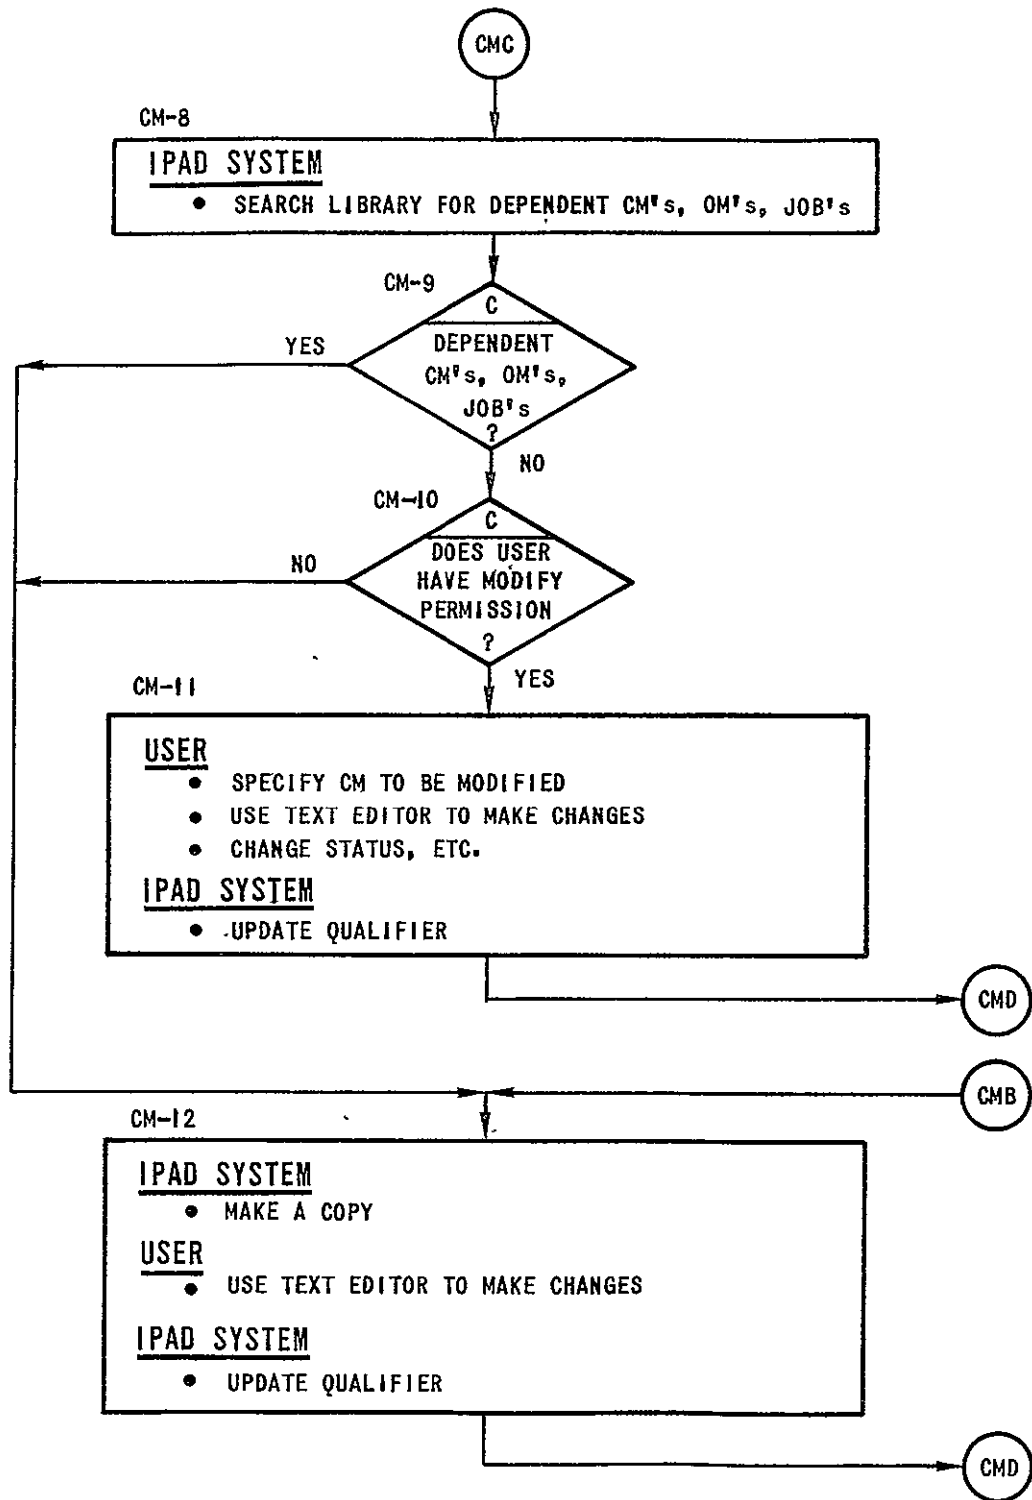 CMC
CM-8
IPAD SYSTEM
• SEARCH LIBRARY FOR DEPENDENT CM's, OM's, JOB's
CM-9
C
DEPENDENT
CM's, OM's,
JOB's
?
YES
NO
CM-10
C
DOES USER
HAVE MODIFY
PERMISSION
?
NO
YES
CM-11
USER
• SPECIFY CM TO BE MODIFIED
• USE TEXT EDITOR TO MAKE CHANGES
• CHANGE STATUS, ETC.
IPAD SYSTEM
• UPDATE QUALIFIER
CMD
CMB
CM-12
IPAD SYSTEM
• MAKE A COPY
USER
• USE TEXT EDITOR TO MAKE CHANGES
IPAD SYSTEM
• UPDATE QUALIFIER
CMD